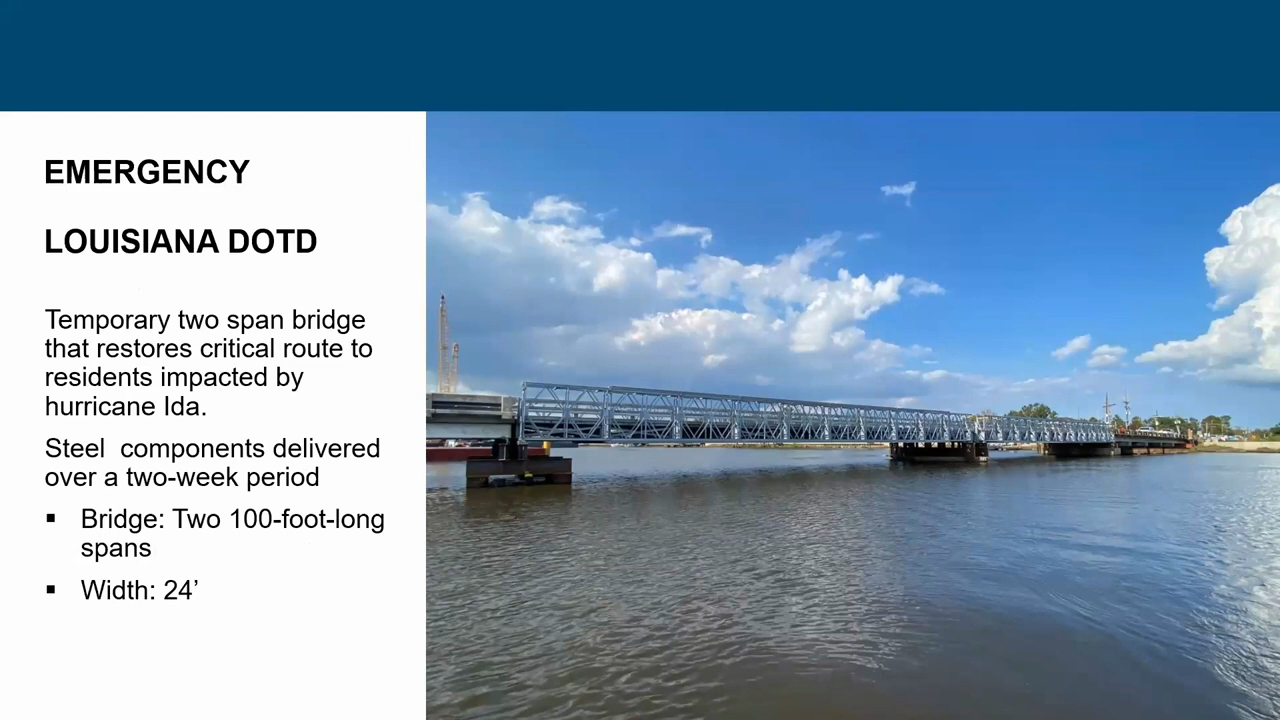 EMERGENCY
LOUISIANA DOTD
Temporary two span bridge
that restores critical route to
residents impacted by
hurricane Ida.
Steel  components delivered
over a two-week period
▪ Bridge: Two 100-foot-long
spans
▪ Width: 24’